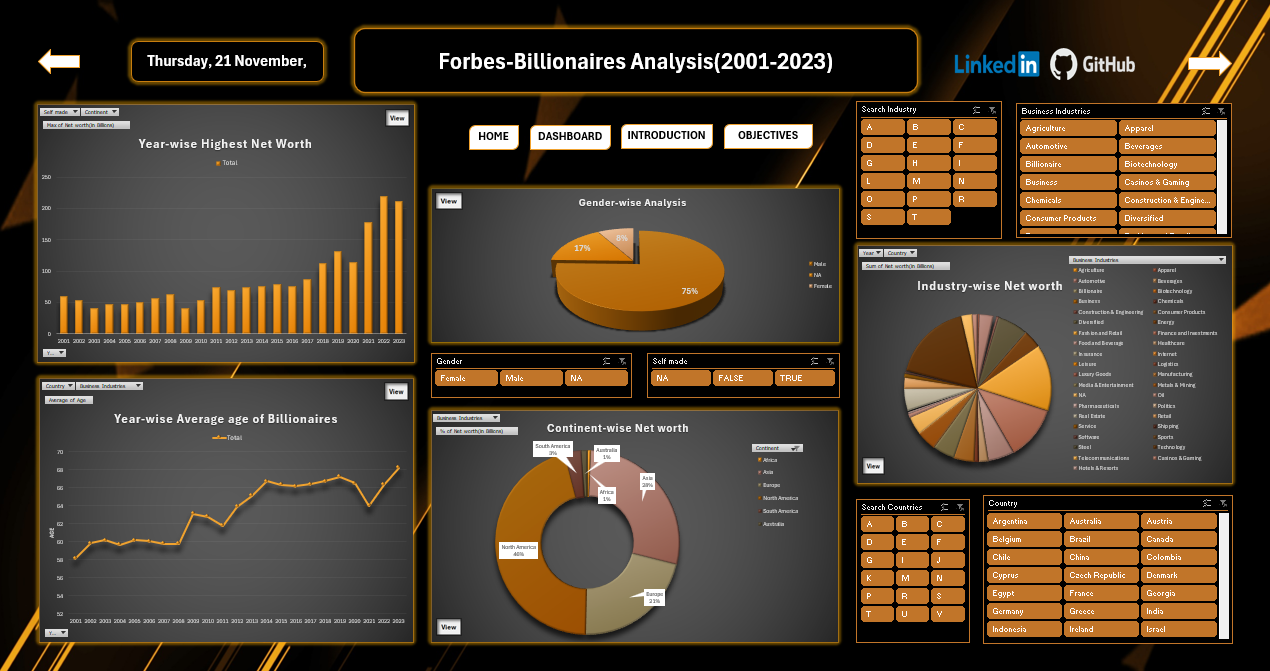 Thursday, 21 November,
Forbes-Billionaires Analysis(2001-2023)
Linked in
GitHub
HOME
DASHBOARD
INTRODUCTION
OBJECTIVES
Self made
Continent
Max of Net worth(in Billions)
View
Year-wise Highest Net Worth
Total
250
200
150
100
50
0
2001 2002 2003 2004 2005 2006 2007 2008 2009 2010 2011 2012 2013 2014 2015 2016 2017 2018 2019 2020 2021 2022 2023
Y...
Country
Business Industries
Average of Age
View
Year-wise Average age of Billionaires
Total
70
68
66
64
62
60
58
56
54
52
AGE
2001 2002 2003 2004 2005 2006 2007 2008 2009 2010 2011 2012 2013 2014 2015 2016 2017 2018 2019 2020 2021 2022 2023
Y...
View
Gender-wise Analysis
17%
8%
75%
Male
NA
Female
Gender
Female
Male
NA
Self made
NA
FALSE
TRUE
Business Industries
% of Net worth(in Billions)
Continent-wise Net worth
South America
3%
Australia
1%
Africa
1%
Asia
28%
North America
Europe
Continent
Africa
Asia
Europe
North America
South America
Australia
View
Search Industry
A B C
D E F
G H I
L M N
O P R
S T
Business Industries
Agriculture
Apparel
Automotive
Beverages
Billionaire
Biotechnology
Business
Casinos & Gaming
Chemicals
Construction & Engine...
Consumer Products
Diversified
Year
Country
Sum of Net worth(in Billions)
Industry-wise Net worth
Business Industries
Agriculture
Apparel
Automotive
Beverages
Billionaire
Biotechnology
Business
Chemicals
Construction & Engineering
Consumer Products
Diversified
Energy
Fashion and Retail
Finance and Investments
Food and Beverage
Healthcare
Insurance
Internet
Leisure
Logistics
Luxury Goods
Manufacturing
Media & Entertainment
Metals & Mining
NA
Oil
Pharmaceuticals
Politics
Real Estate
Retail
Service
Shipping
Software
Sports
Steel
Technology
Telecommunications
Casinos & Gaming
Hotels & Resorts
View
Search Countries
A B C
D E F
G I J
K M N
P R S
T U V
Country
Argentina
Australia
Austria
Belgium
Brazil
Canada
Chile
China
Colombia
Cyprus
Czech Republic
Denmark
Egypt
France
Georgia
Germany
Greece
India
Indonesia
Ireland
Israel